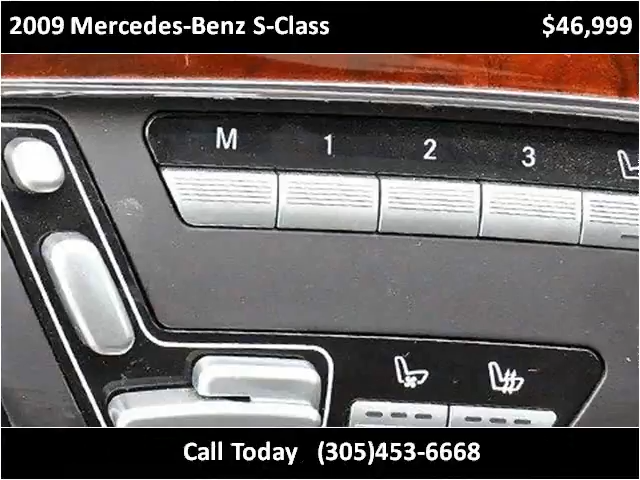 2009 Mercedes-Benz S-Class $46,999
M 1 2 3
Call Today (305)453-6668